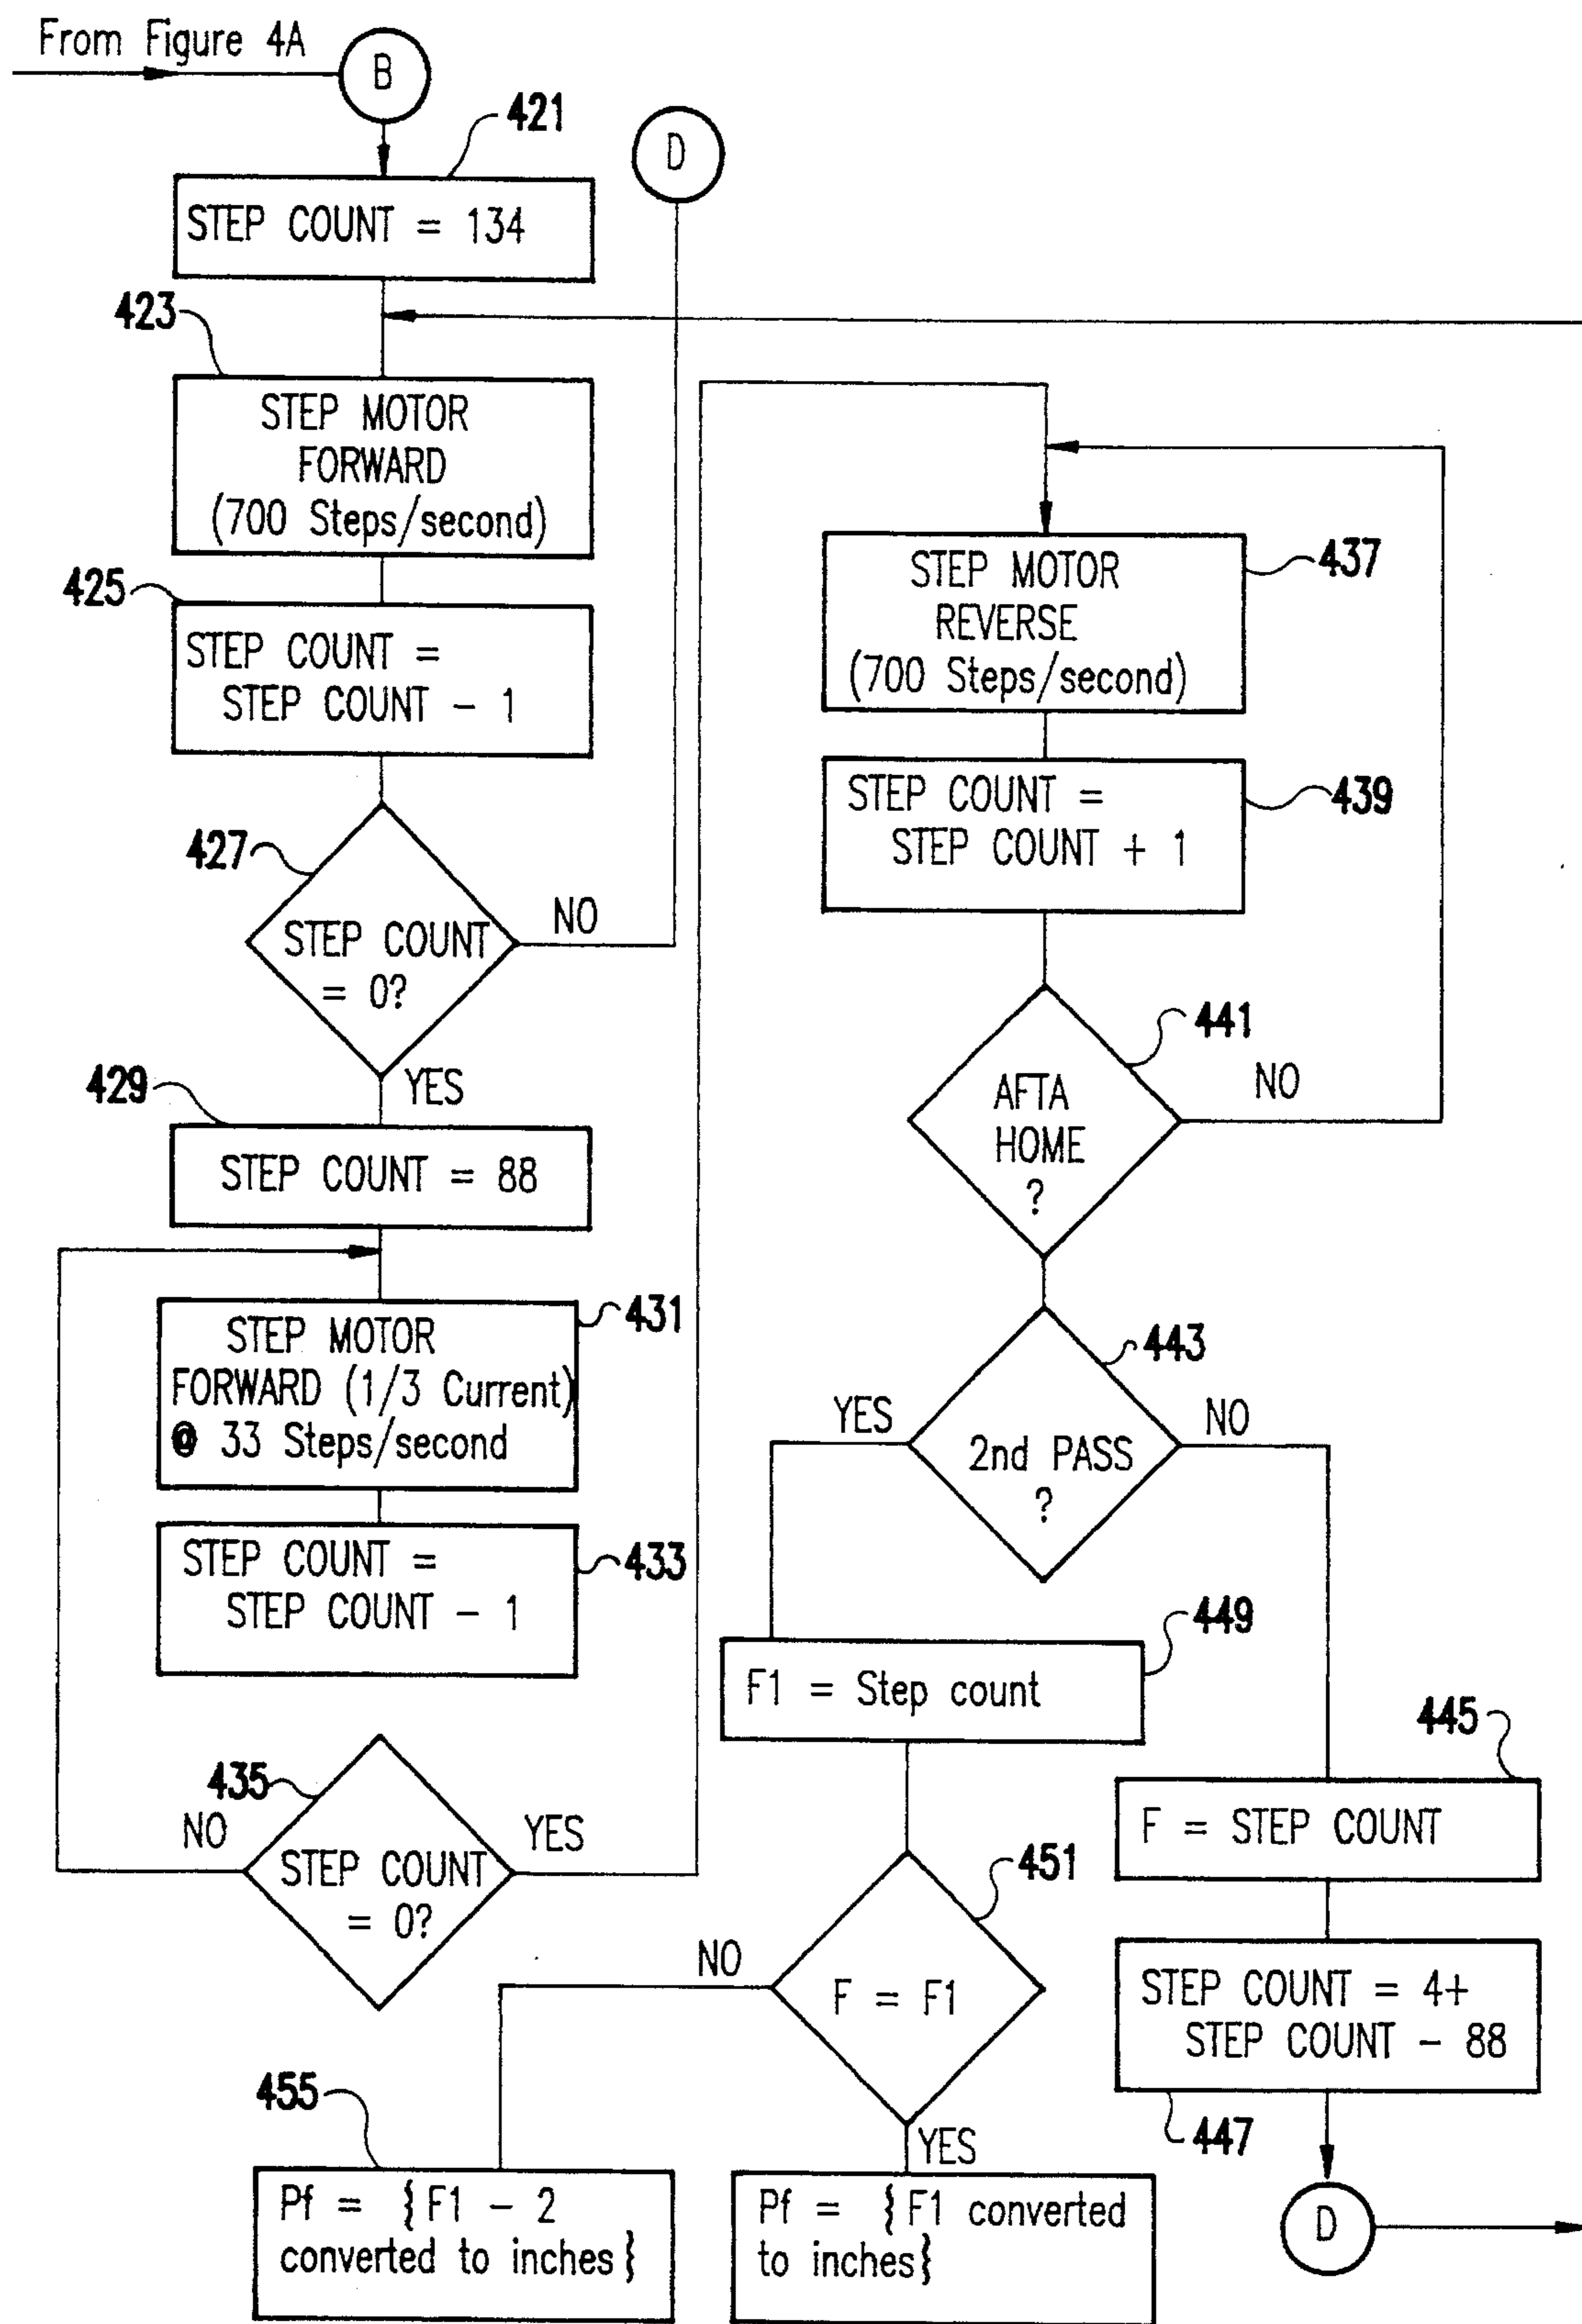 From Figure 4A
B
D
421
STEP COUNT = 134
423
STEP MOTOR
FORWARD
(700 Steps/second)
425
STEP COUNT =
STEP COUNT - 1
427
STEP COUNT
= 0?
NO
YES
429
STEP COUNT = 88
431
STEP MOTOR
FORWARD (1/3 Current)
@ 33 Steps/second
433
STEP COUNT =
STEP COUNT - 1
435
NO
YES
STEP COUNT
= 0?
437
STEP MOTOR
REVERSE
(700 Steps/second)
439
STEP COUNT =
STEP COUNT + 1
441
AFTA
HOME
?
NO
443
YES
NO
2nd PASS
?
449
F1 = Step count
445
F = STEP COUNT
451
NO
F = F1
YES
STEP COUNT = 4+
STEP COUNT - 88
447
D
455
Pf = {F1 - 2
converted to inches}
Pf = {F1 converted
to inches}